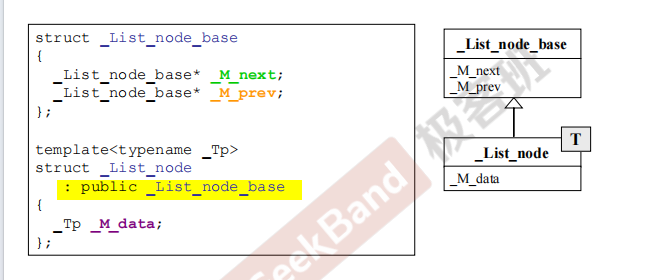 struct _List_node_base
{
_List_node_base* _M_next;
_List_node_base* _M_prev;
};
template<typename _Tp>
struct _List_node
: public _List_node_base
{
_Tp _M_data;
};
_List_node_base
_M_next
_M_prev
T
_List_node
_M_data
SeekBand 极客班